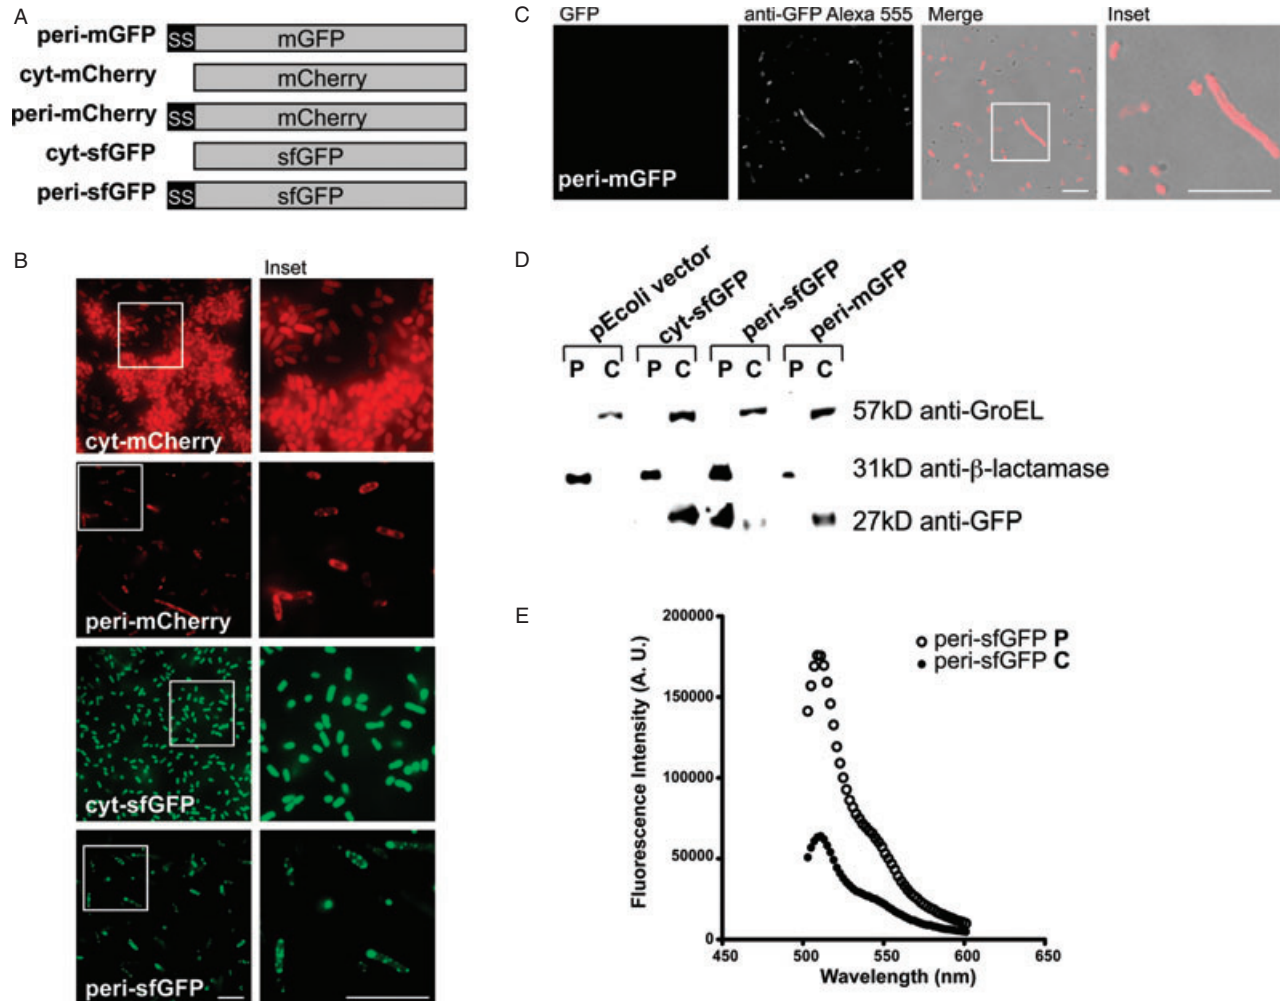 A
peri-mGFP SS mGFP
cyt-mCherry mCherry
peri-mCherry SS mCherry
cyt-sfGFP sfGFP
peri-sfGFP SS sfGFP
B
Inset
cyt-mCherry
peri-mCherry
cyt-sfGFP
peri-sfGFP
C
GFP anti-GFP Alexa 555 Merge Inset
peri-mGFP
D
pEcoli vector cyt-sfGFP peri-sfGFP peri-mGFP
P C P C P C P C
57kD anti-GroEL
31kD anti-β-lactamase
27kD anti-GFP
E
200000
150000
100000
50000
0
450 500 550 600 650
Fluorescence Intensity (A. U.)
Wavelength (nm)
peri-sfGFP P
peri-sfGFP C